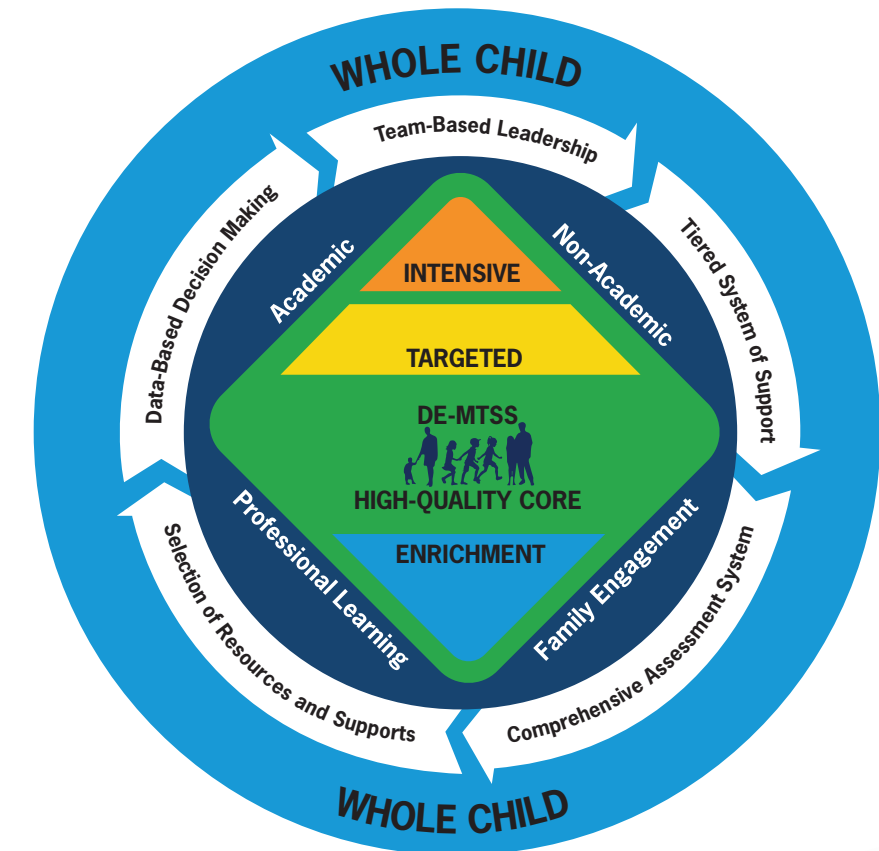 WHOLE CHILD
Team-Based Leadership
Tiered System of Support
Comprehensive Assessment System
Selection of Resources and Supports
Data-Based Decision Making
Academic
Non-Academic
Family Engagement
Professional Learning
INTENSIVE
TARGETED
DE-MTSS
HIGH-QUALITY CORE
ENRICHMENT
WHOLE CHILD